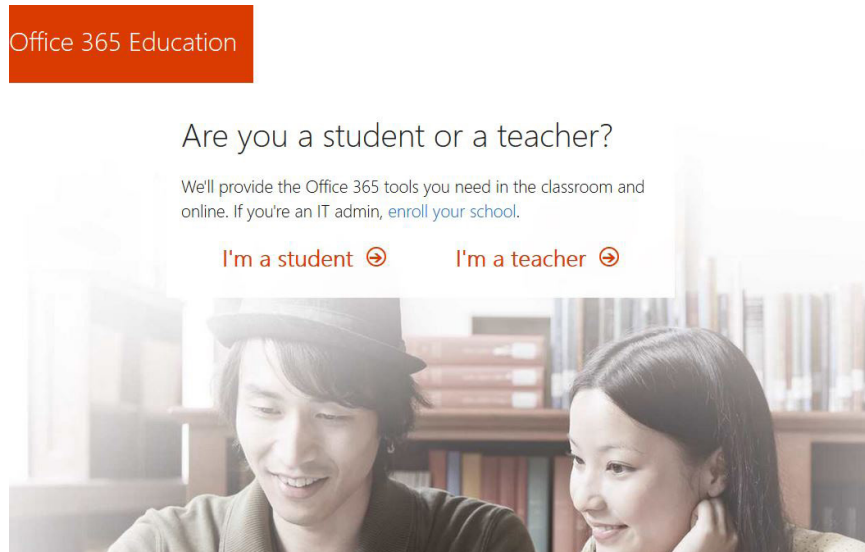 Office 365 Education
Are you a student or a teacher?
We'll provide the Office 365 tools you need in the classroom and
online. If you're an IT admin, enroll your school.
I'm a student
I'm a teacher